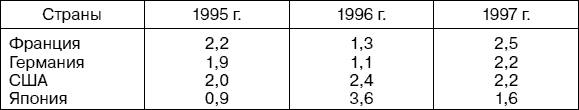 Страны 1995 г. 1996 г. 1997 г.
Франция 2,2 1,3 2,5
Германия 1,9 1,1 2,2
США 2,0 2,4 2,2
Япония 0,9 3,6 1,6